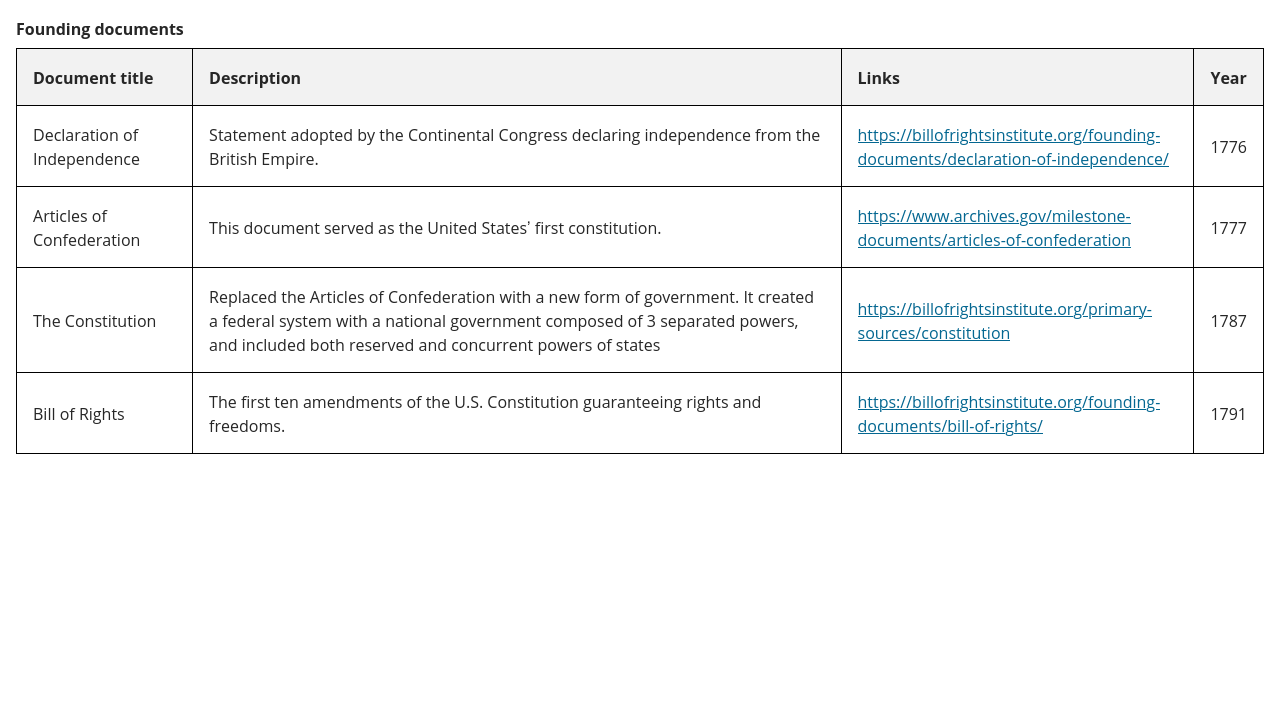 Founding documents
Document title
Description
Links
Year
Declaration of
Independence
Statement adopted by the Continental Congress declaring independence from the
British Empire.
https://billofrightsinstitute.org/founding-
documents/declaration-of-independence/
1776
Articles of
Confederation
This document served as the United States' first constitution.
https://www.archives.gov/milestone-
documents/articles-of-confederation
1777
The Constitution
Replaced the Articles of Confederation with a new form of government. It created
a federal system with a national government composed of 3 separated powers,
and included both reserved and concurrent powers of states
https://billofrightsinstitute.org/primary-
sources/constitution
1787
Bill of Rights
The first ten amendments of the U.S. Constitution guaranteeing rights and
freedoms.
https://billofrightsinstitute.org/founding-
documents/bill-of-rights/
1791